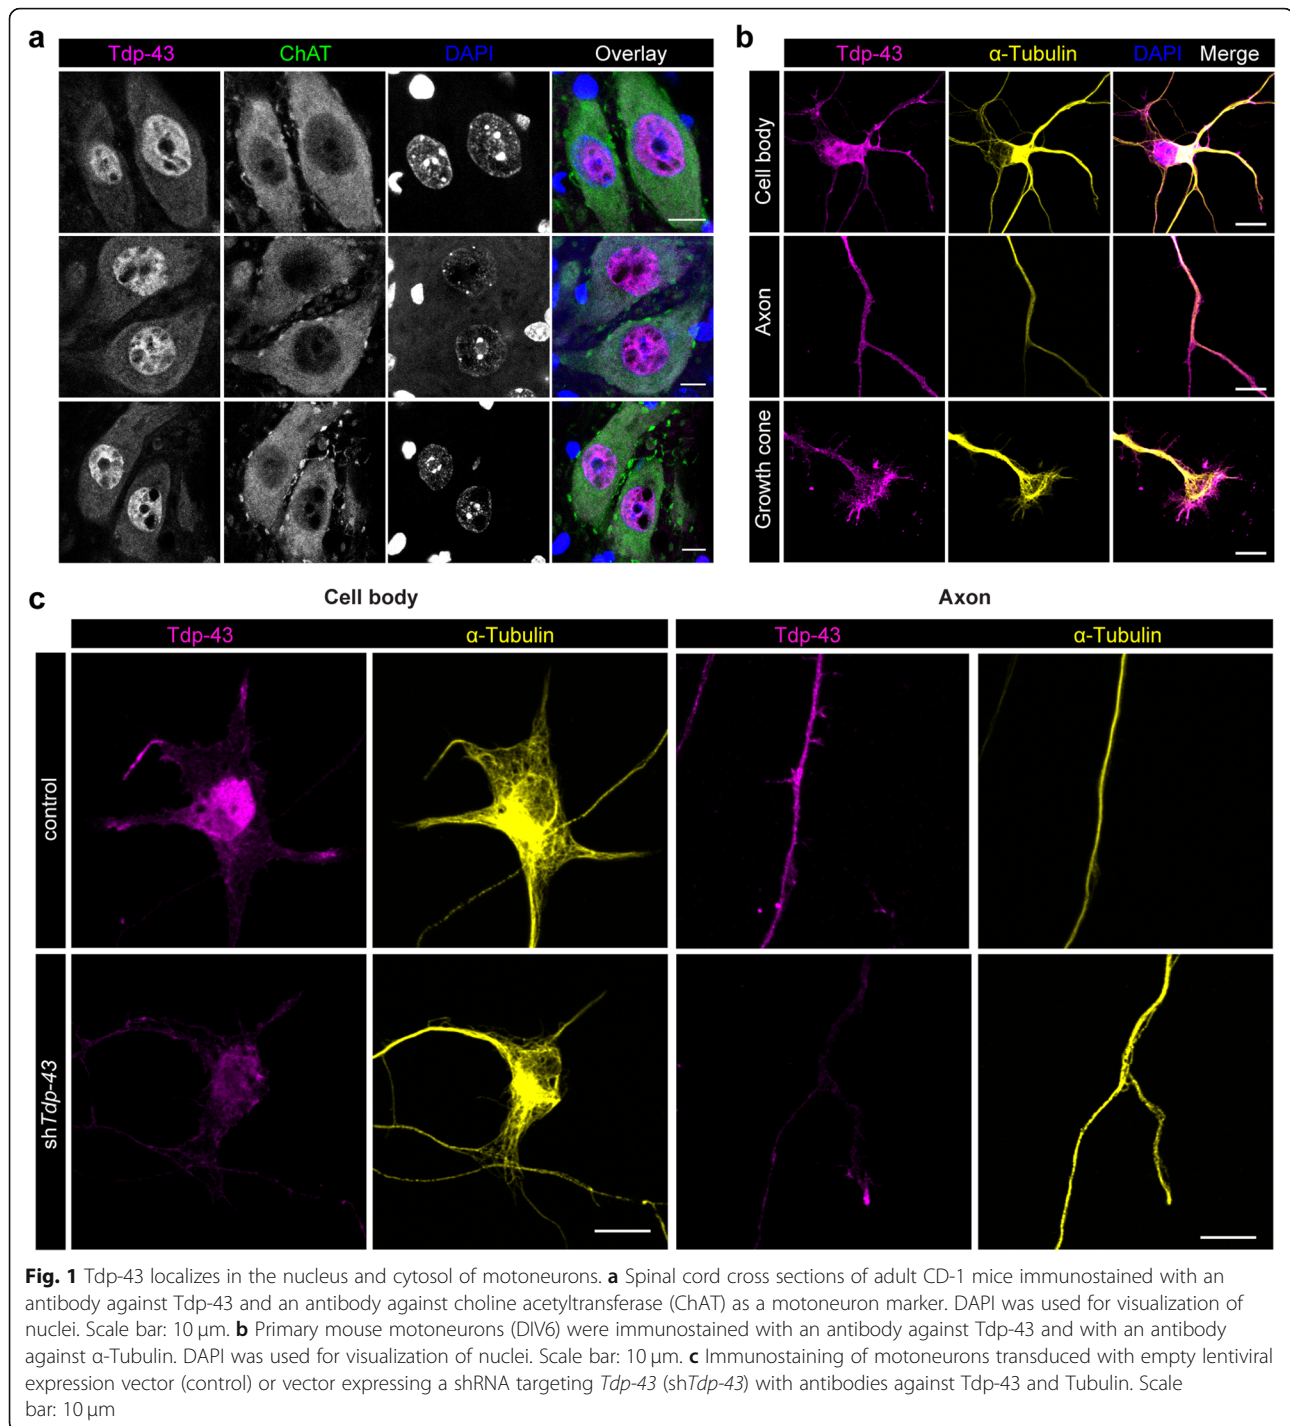 a
Tdp-43 ChAT DAPI Overlay
b
Tdp-43 α-Tubulin DAPI Merge
Cell body
Axon
Growth cone
c
Cell body Axon
Tdp-43 α-Tubulin Tdp-43 α-Tubulin
control
shTdp-43
Fig. 1 Tdp-43 localizes in the nucleus and cytosol of motoneurons. a Spinal cord cross sections of adult CD-1 mice immunostained with an
antibody against Tdp-43 and an antibody against choline acetyltransferase (ChAT) as a motoneuron marker. DAPI was used for visualization of
nuclei. Scale bar: 10 μm. b Primary mouse motoneurons (DIV6) were immunostained with an antibody against Tdp-43 and with an antibody
against α-Tubulin. DAPI was used for visualization of nuclei. Scale bar: 10 μm. c Immunostaining of motoneurons transduced with empty lentiviral
expression vector (control) or vector expressing a shRNA targeting Tdp-43 (shTdp-43) with antibodies against Tdp-43 and Tubulin. Scale
bar: 10 μm